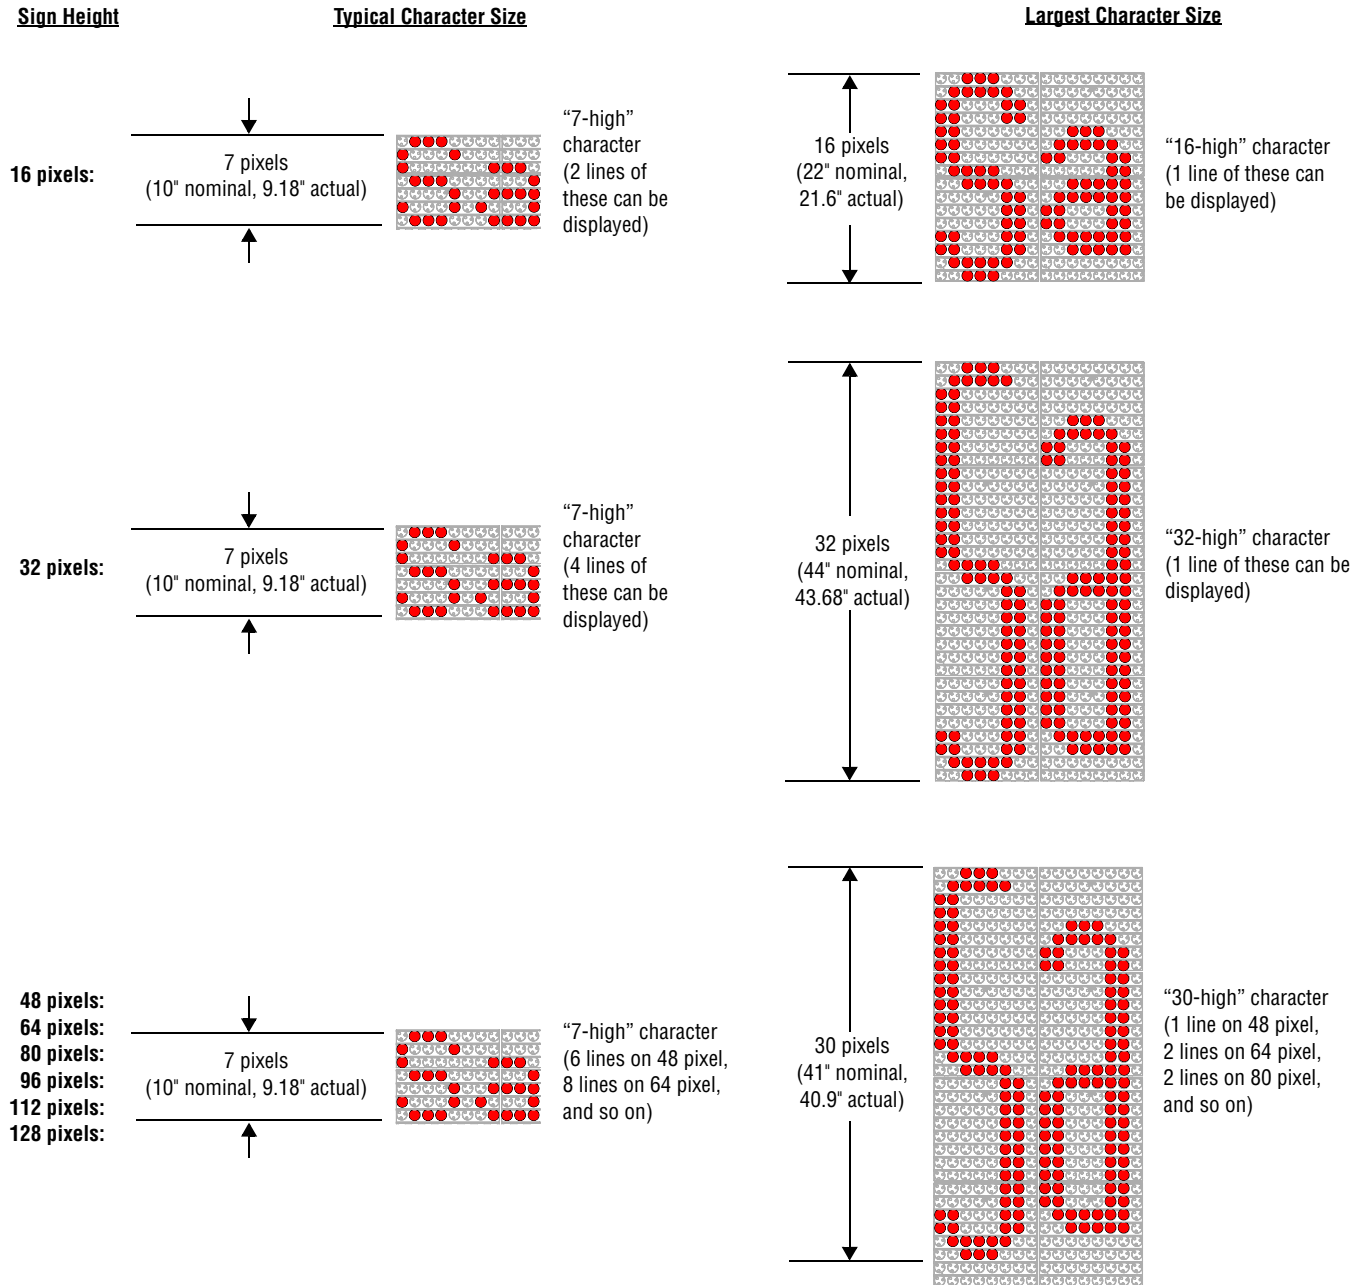 Sign Height
Typical Character Size
Largest Character Size
16 pixels:
7 pixels
(10" nominal, 9.18" actual)
“7-high”
character
(2 lines of
these can be
displayed)
16 pixels
(22" nominal,
21.6" actual)
“16-high” character
(1 line of these can
be displayed)
32 pixels:
7 pixels
(10" nominal, 9.18" actual)
“7-high”
character
(4 lines of
these can be
displayed)
32 pixels
(44" nominal,
43.68" actual)
“32-high” character
(1 line of these can be
displayed)
48 pixels:
64 pixels:
80 pixels:
96 pixels:
112 pixels:
128 pixels:
7 pixels
(10" nominal, 9.18" actual)
“7-high” character
(6 lines on 48 pixel,
8 lines on 64 pixel,
and so on)
30 pixels
(41" nominal,
40.9" actual)
“30-high” character
(1 line on 48 pixel,
2 lines on 64 pixel,
2 lines on 80 pixel,
and so on)
Sa
Sa
Sa
Sa
Sa
Sa